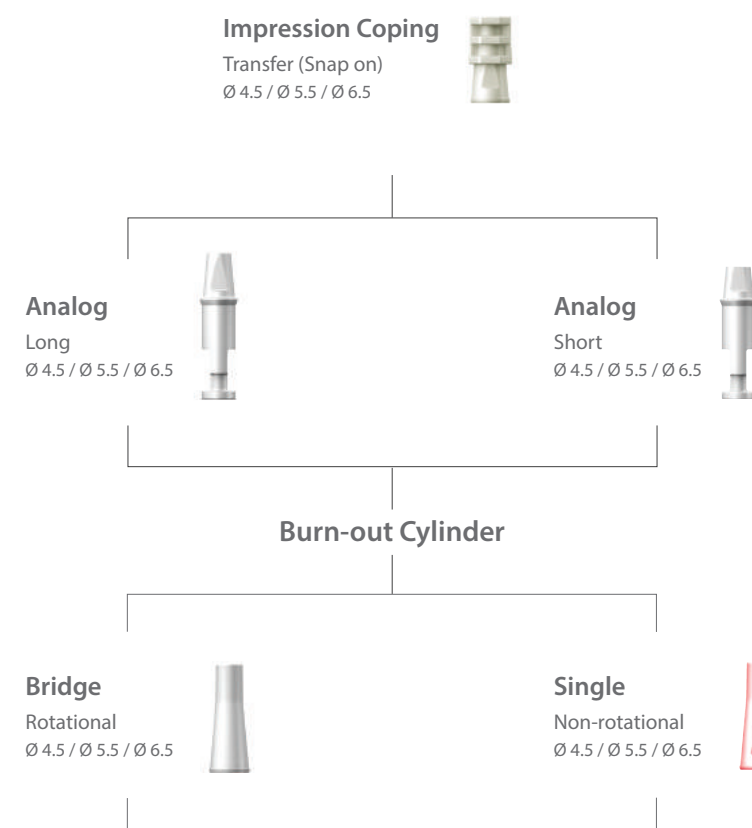 Impression Coping
Transfer (Snap on)
Ø 4.5 / Ø 5.5 / Ø 6.5
Analog
Long
Ø 4.5 / Ø 5.5 / Ø 6.5
Analog
Short
Ø 4.5 / Ø 5.5 / Ø 6.5
Burn-out Cylinder
Bridge
Rotational
Ø 4.5 / Ø 5.5 / Ø 6.5
Single
Non-rotational
Ø 4.5 / Ø 5.5 / Ø 6.5